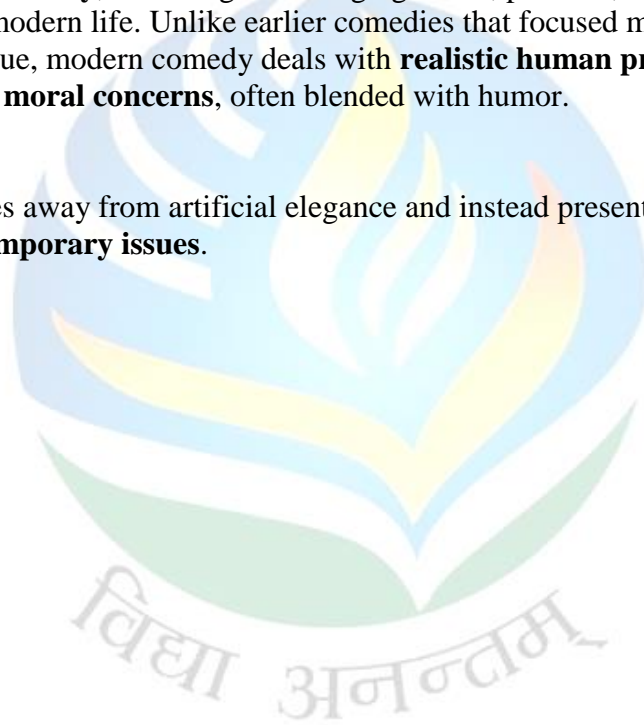 modern life. Unlike earlier comedies that focused m
ue, modern comedy deals with realistic human pr
moral concerns, often blended with humor.
es away from artificial elegance and instead present
mporary issues.
विद्या अनन्तम्